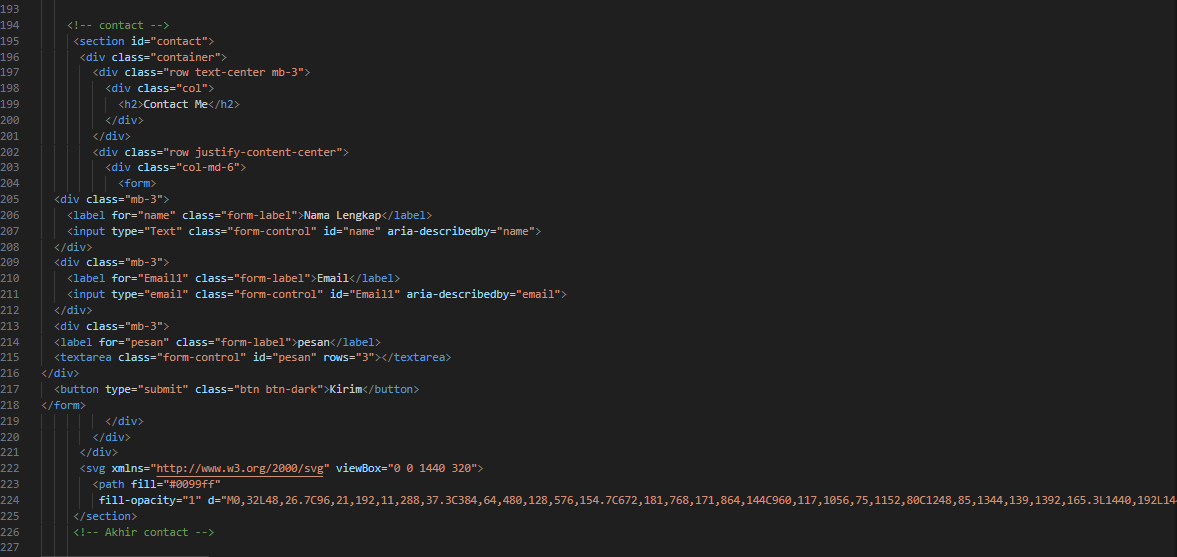 193
194 <!-- contact -->
195 <section id="contact">
196 <div class="container">
197 <div class="row text-center mb-3">
198 <div class="col">
199 <h2>Contact Me</h2>
200 </div>
201 </div>
202 <div class="row justify-content-center">
203 <div class="col-md-6">
204 <form>
205 <div class="mb-3">
206 <label for="name" class="form-label">Nama Lengkap</label>
207 <input type="Text" class="form-control" id="name" aria-describedby="name">
208 </div>
209 <div class="mb-3">
210 <label for="Email1" class="form-label">Email</label>
211 <input type="email" class="form-control" id="Email1" aria-describedby="email">
212 </div>
213 <div class="mb-3">
214 <label for="pesan" class="form-label">pesan</label>
215 <textarea class="form-control" id="pesan" rows="3"></textarea>
216 </div>
217 <button type="submit" class="btn btn-dark">Kirim</button>
218 </form>
219 </div>
220 </div>
221 </div>
222 <svg xmlns="http://www.w3.org/2000/svg" viewBox="0 0 1440 320">
223 <path fill="#0099ff"
224 fill-opacity="1" d="M0,32L48,26.7C96,21,192,11,288,37.3C384,64,480,128,576,154.7C672,181,768,171,864,144C960,117,1056,75,1152,80C1248,85,1344,139,1392,165.3L1440,192L14
225 </section>
226 <!-- Akhir contact -->
227